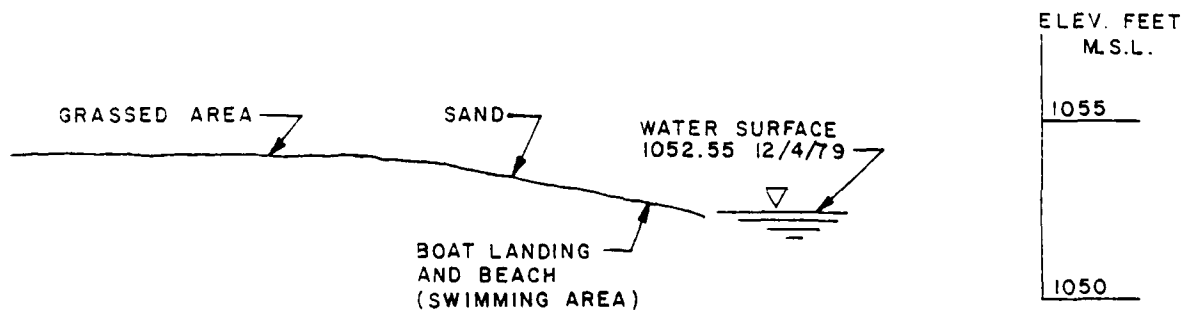 ELEV. FEET
M.S.L.
1055
GRASSED AREA
SAND
WATER SURFACE
1052.55 12/4/79
BOAT LANDING
AND BEACH
(SWIMMING AREA)
1050